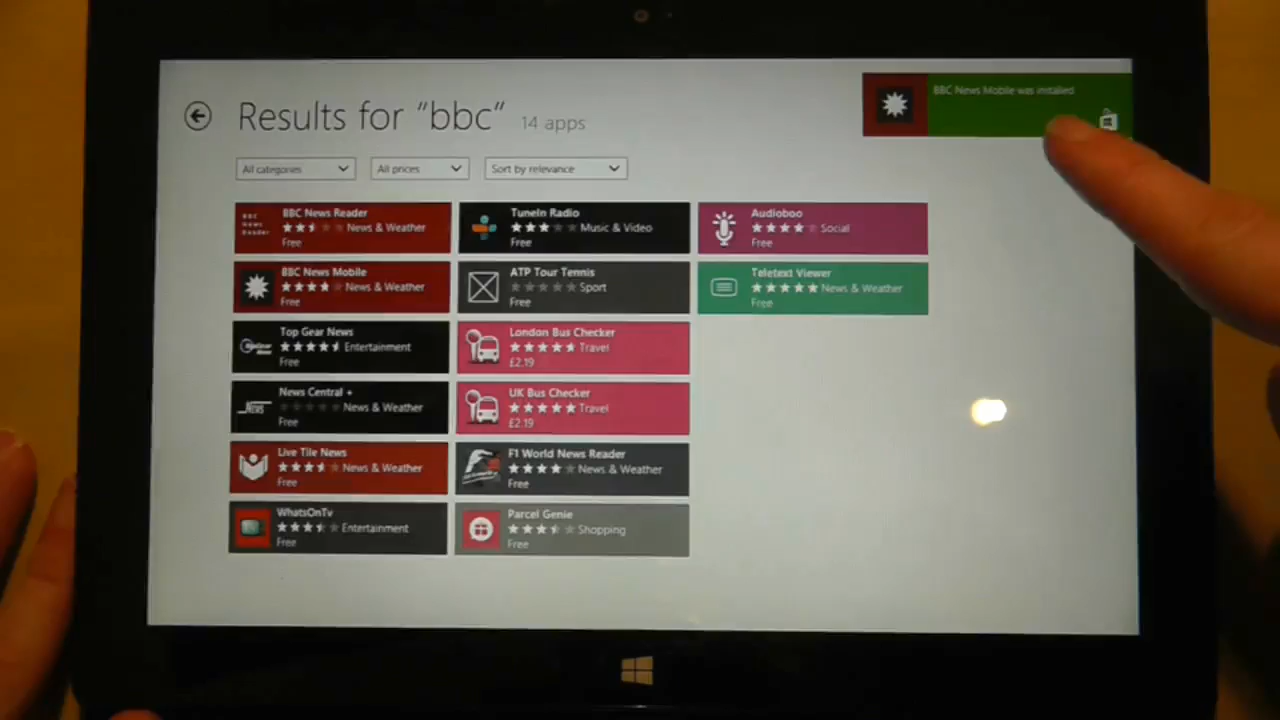 BBC News Mobile was installed
Results for "bbc" 14 apps
All categories
All prices
Sort by relevance
BBC News Reader
News & Weather
Free
BBC News Mobile
News & Weather
Free
Top Gear News
Entertainment
Free
News Central +
News & Weather
Free
Live Tile News
News & Weather
Free
WhatsOnTv
Entertainment
Free
TuneIn Radio
Music & Video
Free
ATP Tour Tennis
Sport
Free
London Bus Checker
Travel
£2.19
UK Bus Checker
Travel
£2.19
F1 World News Reader
News & Weather
Free
Parcel Genie
Shopping
Free
Audioboo
Social
Free
Teletext Viewer
News & Weather
Free
BBC
News
Reader
NEWS